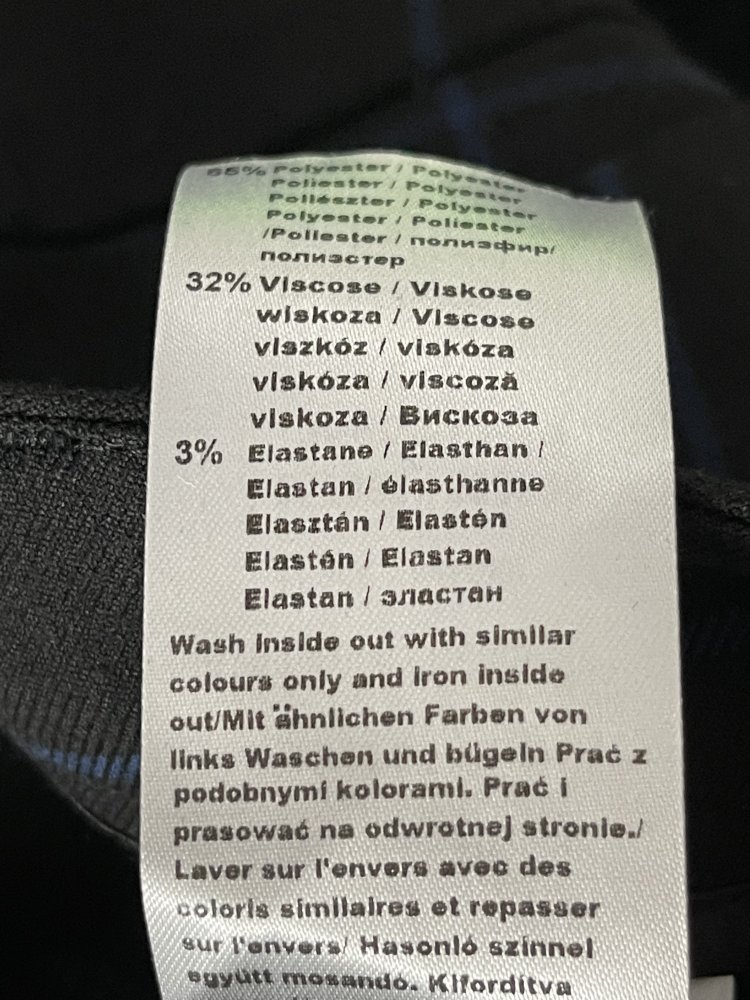 65% Polyester / Polyester
Poliester / Polyester
Poliészter / Polyester
Polyester / Poliester
/Poliester / полиэфир/
полиэстер
32% Viscose / Viskose
wiskoza / Viscose
viszkóz / viskóza
viskóza / viscoză
viskoza / Вискоза
3% Elastane / Elasthan /
Elastan / élasthanne
Elasztán / Elastén
Elastén / Elastan
Elastan / эластан
Wash inside out with similar
colours only and iron inside
out/Mit ähnlichen Farben von
links Waschen und bügeln Prać z
podobnymi kolorami. Prać i
prasować na odwrotnej stronie./
Laver sur l'envers avec des
coloris similaires et repasser
sur l'envers/ Hasonló színnel
együtt mosandó. Kifordítva